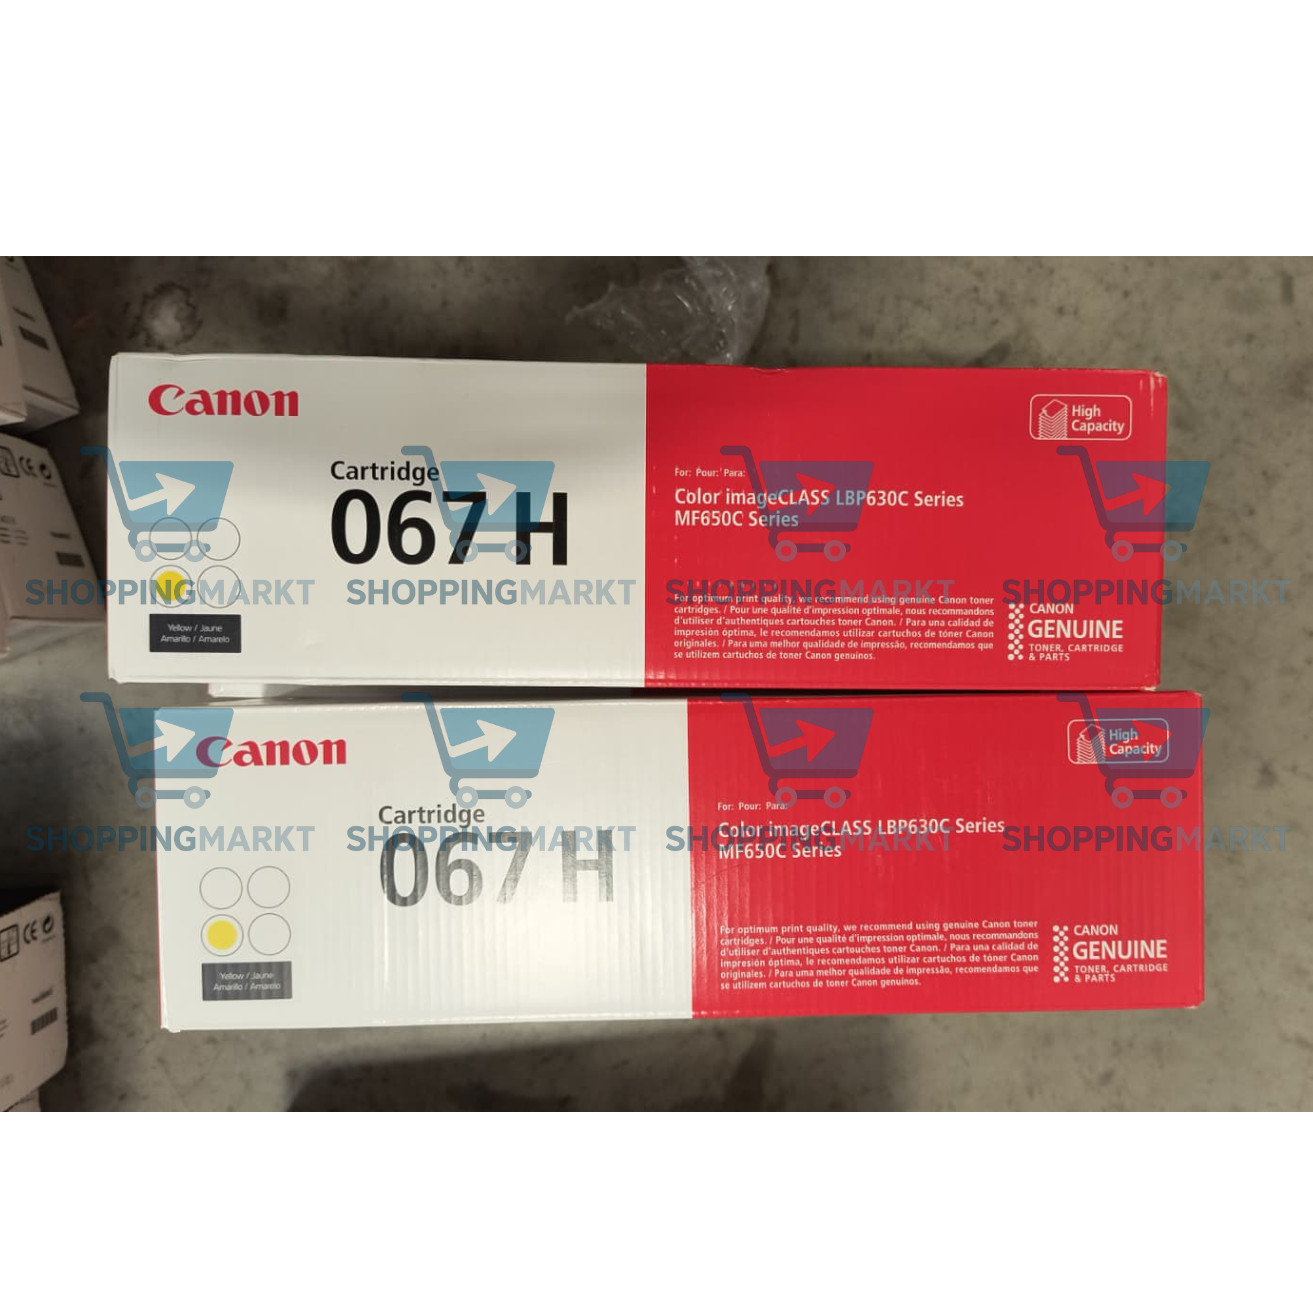 Canon
High
Capacity
Cartridge
067 H
For: Pour: Para:
Color imageCLASS LBP630C Series
MF650C Series
Yellow / Jaune
Amarillo / Amarelo
For optimum print quality, we recommend using genuine Canon toner
cartridges. / Pour une qualité d'impression optimale, nous recommandons
d'utiliser d'authentiques cartouches toner Canon. / Para una calidad de
impresión óptima, le recomendamos utilizar cartuchos de tóner Canon
originales. / Para uma melhor qualidade de impressão, recomendamos que
se utilizem cartuchos de toner Canon genuínos.
CANON
GENUINE
TONER, CARTRIDGE
& PARTS
SHOPPINGMARKT SHOPPINGMARKT SHOPPINGMARKT SHOPPINGMARKT
Canon
High
Capacity
Cartridge
067 H
For: Pour: Para:
Color imageCLASS LBP630C Series
MF650C Series
Yellow / Jaune
Amarillo / Amarelo
For optimum print quality, we recommend using genuine Canon toner
cartridges. / Pour une qualité d'impression optimale, nous recommandons
d'utiliser d'authentiques cartouches toner Canon. / Para una calidad de
impresión óptima, le recomendamos utilizar cartuchos de tóner Canon
originales. / Para uma melhor qualidade de impressão, recomendamos que
se utilizem cartuchos de toner Canon genuínos.
CANON
GENUINE
TONER, CARTRIDGE
& PARTS
SHOPPINGMARKT SHOPPINGMARKT SHOPPINGMARKT SHOPPINGMARKT